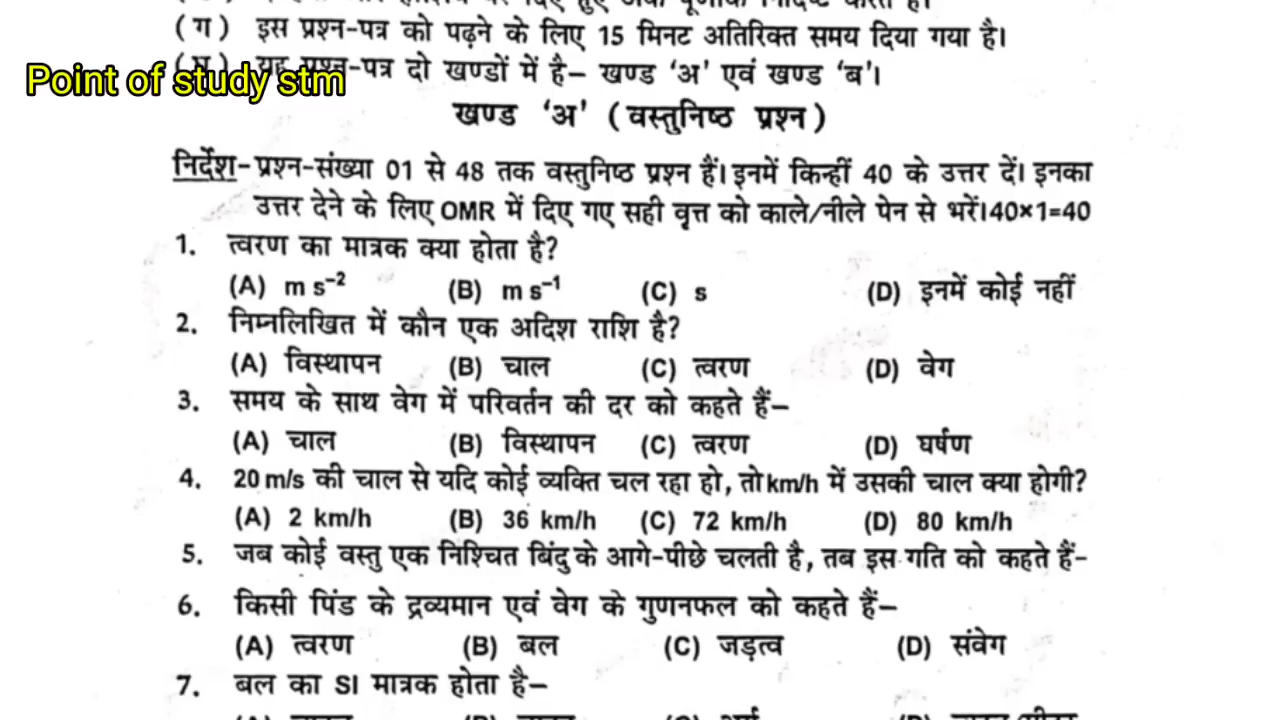 (ग) इस प्रश्न-पत्र को पढ़ने के लिए 15 मिनट अतिरिक्त समय दिया गया है।
यह प्रश्न-पत्र दो खण्डों में है– खण्ड 'अ' एवं खण्ड 'ब'।
Point of study stm
खण्ड 'अ' (वस्तुनिष्ठ प्रश्न)
निर्देश-प्रश्न-संख्या 01 से 48 तक वस्तुनिष्ठ प्रश्न हैं। इनमें किन्हीं 40 के उत्तर दें। इनका
उत्तर देने के लिए OMR में दिए गए सही वृत्त को काले/नीले पेन से भरें। 40×1=40
1. त्वरण का मात्रक क्या होता है?
(A) m s⁻² (B) m s⁻¹ (C) s (D) इनमें कोई नहीं
2. निम्नलिखित में कौन एक अदिश राशि है?
(A) विस्थापन (B) चाल (C) त्वरण (D) वेग
3. समय के साथ वेग में परिवर्तन की दर को कहते हैं–
(A) चाल (B) विस्थापन (C) त्वरण (D) घर्षण
4. 20 m/s की चाल से यदि कोई व्यक्ति चल रहा हो, तो km/h में उसकी चाल क्या होगी?
(A) 2 km/h (B) 36 km/h (C) 72 km/h (D) 80 km/h
5. जब कोई वस्तु एक निश्चित बिंदु के आगे-पीछे चलती है, तब इस गति को कहते हैं-
6. किसी पिंड के द्रव्यमान एवं वेग के गुणनफल को कहते हैं–
(A) त्वरण (B) बल (C) जड़त्व (D) संवेग
7. बल का SI मात्रक होता है–